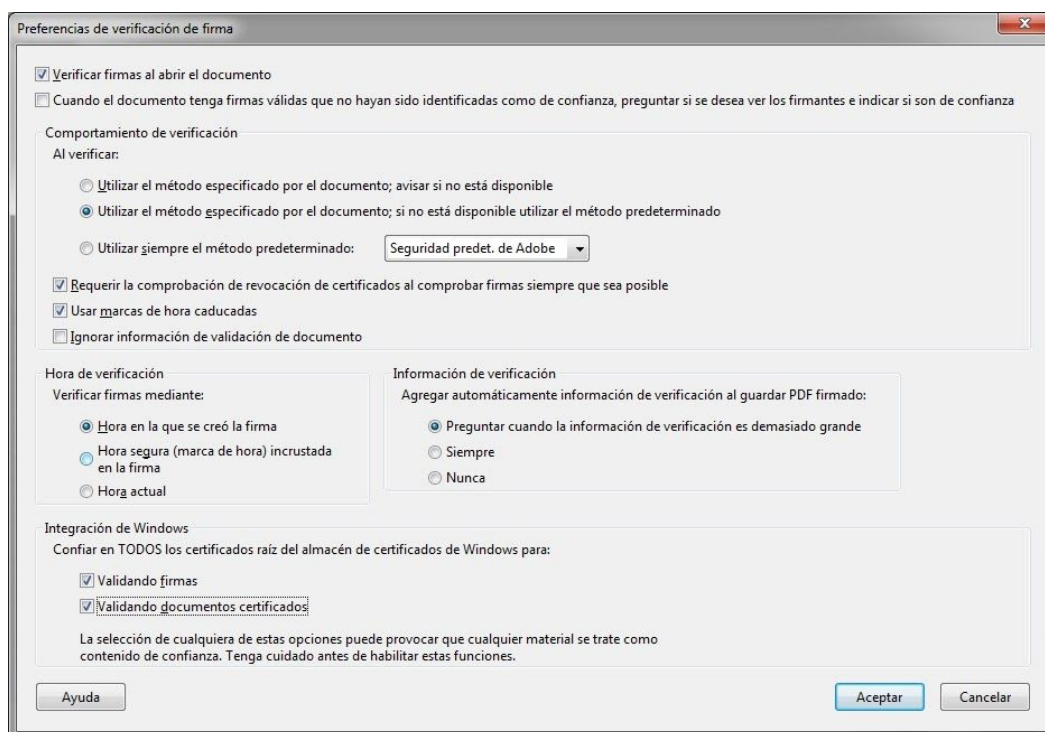 Preferencias de verificación de firma
Verificar firmas al abrir el documento
Cuando el documento tenga firmas válidas que no hayan sido identificadas como de confianza, preguntar si se desea ver los firmantes e indicar si son de confianza
Comportamiento de verificación
Al verificar:
Utilizar el método especificado por el documento; avisar si no está disponible
Utilizar el método especificado por el documento; si no está disponible utilizar el método predeterminado
Utilizar siempre el método predeterminado: Seguridad predet. de Adobe
Requerir la comprobación de revocación de certificados al comprobar firmas siempre que sea posible
Usar marcas de hora caducadas
Ignorar información de validación de documento
Hora de verificación
Verificar firmas mediante:
Hora en la que se creó la firma
Hora segura (marca de hora) incrustada
en la firma
Hora actual
Información de verificación
Agregar automáticamente información de verificación al guardar PDF firmado:
Preguntar cuando la información de verificación es demasiado grande
Siempre
Nunca
Integración de Windows
Confiar en TODOS los certificados raíz del almacén de certificados de Windows para:
Validando firmas
Validando documentos certificados
La selección de cualquiera de estas opciones puede provocar que cualquier material se trate como
contenido de confianza. Tenga cuidado antes de habilitar estas funciones.
Ayuda
Aceptar
Cancelar